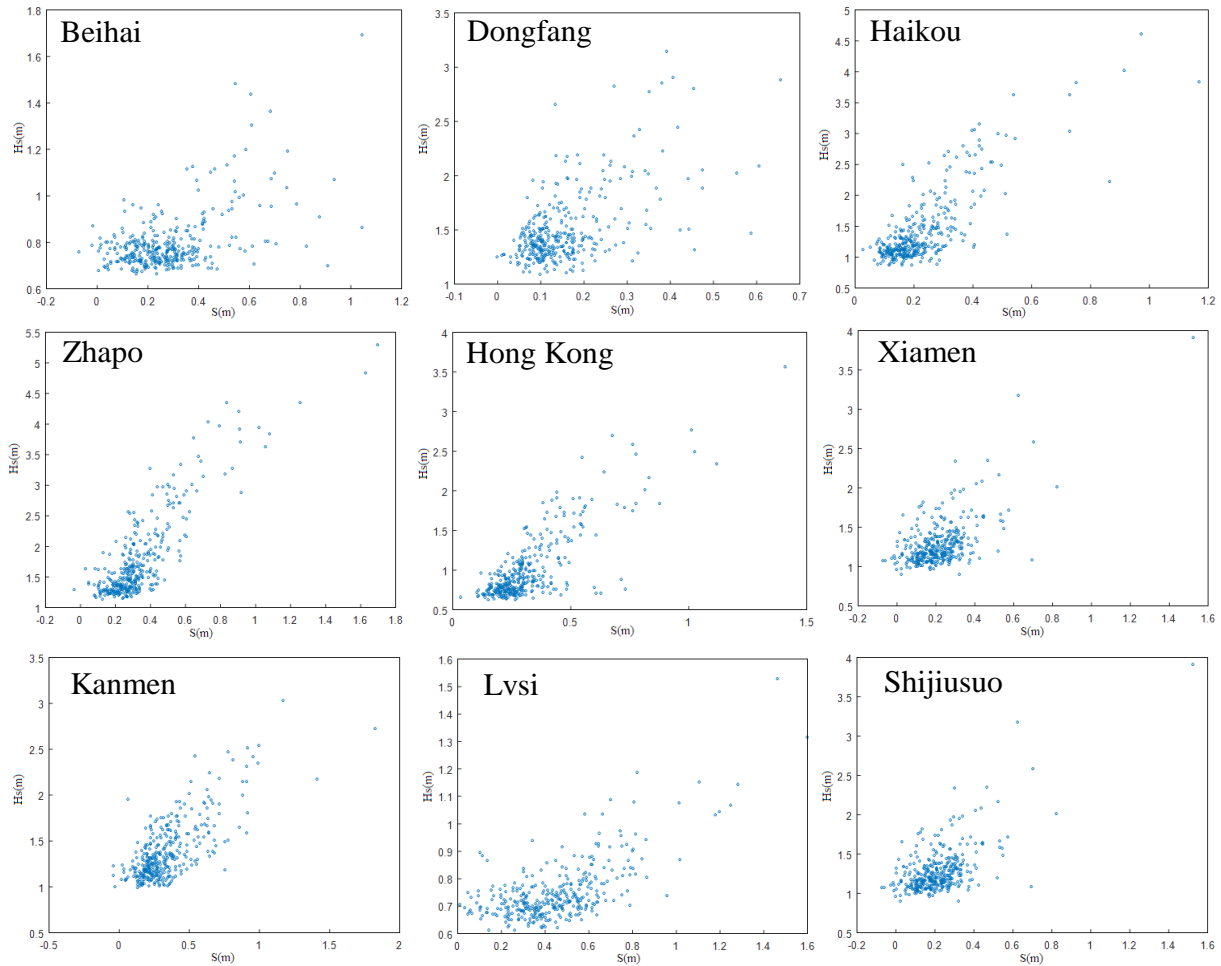 Beihai
1.8
1.6
1.4
1.2
1
0.8
0.6
Hs(m)
-0.2 0 0.2 0.4 0.6 0.8 1 1.2
S(m)
Dongfang
3.5
3
2.5
2
1.5
1
Hs(m)
-0.1 0 0.1 0.2 0.3 0.4 0.5 0.6 0.7
S(m)
Haikou
5
4.5
4
3.5
3
2.5
2
1.5
1
0.5
Hs(m)
0 0.2 0.4 0.6 0.8 1 1.2
S(m)
Zhapo
5.5
5
4.5
4
3.5
3
2.5
2
1.5
1
Hs(m)
-0.2 0 0.2 0.4 0.6 0.8 1 1.2 1.4 1.6 1.8
S(m)
Hong Kong
4
3.5
3
2.5
2
1.5
1
0.5
Hs(m)
0 0.5 1 1.5
S(m)
Xiamen
4
3.5
3
2.5
2
1.5
1
0.5
Hs(m)
-0.2 0 0.2 0.4 0.6 0.8 1 1.2 1.4 1.6
S(m)
Kanmen
3.5
3
2.5
2
1.5
1
0.5
Hs(m)
-0.5 0 0.5 1 1.5 2
S(m)
Lvsi
1.6
1.5
1.4
1.3
1.2
1.1
1
0.9
0.8
0.7
0.6
Hs(m)
0 0.2 0.4 0.6 0.8 1 1.2 1.4 1.6
S(m)
Shijiusuo
4
3.5
3
2.5
2
1.5
1
0.5
Hs(m)
-0.2 0 0.2 0.4 0.6 0.8 1 1.2 1.4 1.6
S(m)